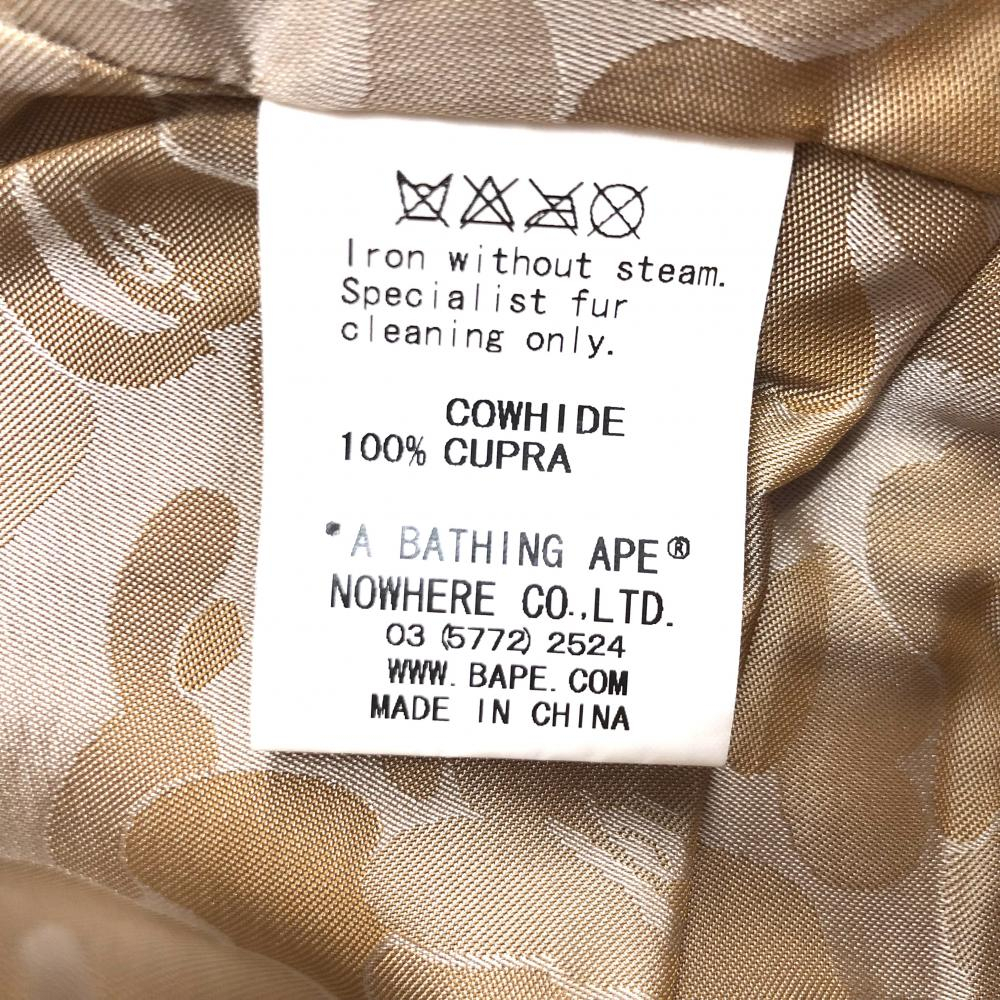 Iron without steam.
Specialist fur
cleaning only.
COWHIDE
100% CUPRA
*A BATHING APE®
NOWHERE CO.,LTD.
03 (5772) 2524
WWW. BAPE. COM
MADE IN CHINA